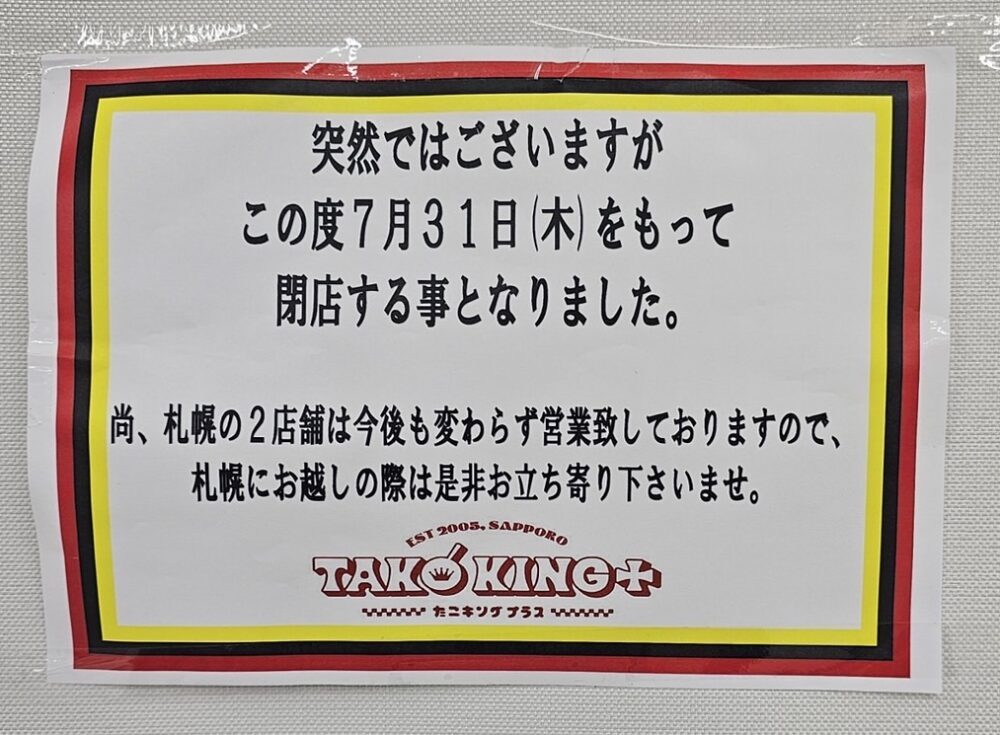 突然ではございますが
この度７月３１日(木)をもって
閉店する事となりました。
尚、札幌の２店舗は今後も変わらず営業致しておりますので、
札幌にお越しの際は是非お立ち寄り下さいませ。
EST 2005, SAPPORO
TAKO KING+
たこキングプラス